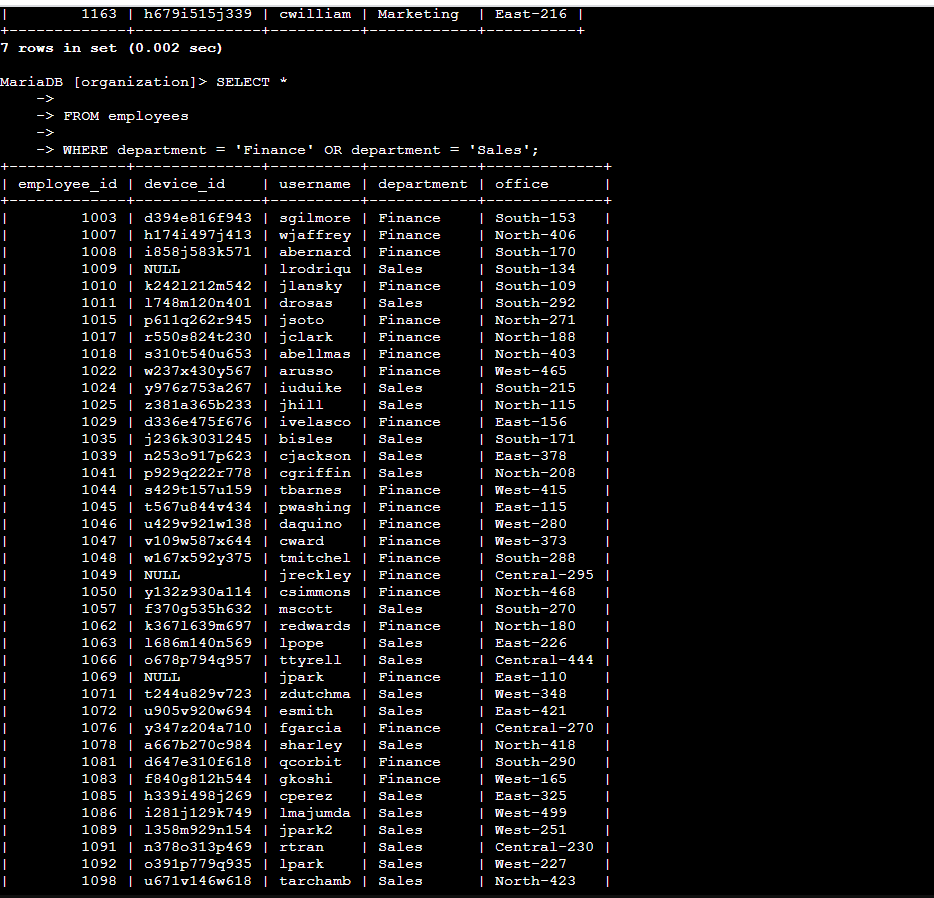 |        1163 | h679i515j339 | cwilliam | Marketing  | East-216 |
+-------------+--------------+----------+------------+----------+
7 rows in set (0.002 sec)
MariaDB [organization]> SELECT *
    ->
    -> FROM employees
    ->
    -> WHERE department = 'Finance' OR department = 'Sales';
+-------------+--------------+----------+------------+-------------+
| employee_id | device_id    | username | department | office      |
+-------------+--------------+----------+------------+-------------+
|        1003 | d394e816f943 | sgilmore | Finance    | South-153   |
|        1007 | h174i497j413 | wjaffrey | Finance    | North-406   |
|        1008 | i858j583k571 | abernard | Finance    | South-170   |
|        1009 | NULL         | lrodriqu | Sales      | South-134   |
|        1010 | k242l212m542 | jlansky  | Finance    | South-109   |
|        1011 | l748m120n401 | drosas   | Sales      | South-292   |
|        1015 | p611q262r945 | jsoto    | Finance    | North-271   |
|        1017 | r550s824t230 | jclark   | Finance    | North-188   |
|        1018 | s310t540u653 | abellmas | Finance    | North-403   |
|        1022 | w237x430y567 | arusso   | Finance    | West-465    |
|        1024 | y976z753a267 | iuduike  | Sales      | South-215   |
|        1025 | z381a365b233 | jhill    | Sales      | North-115   |
|        1029 | d336e475f676 | ivelasco | Finance    | East-156    |
|        1035 | j236k303l245 | bisles   | Sales      | South-171   |
|        1039 | n253o917p623 | cjackson | Sales      | East-378    |
|        1041 | p929q222r778 | cgriffin | Sales      | North-208   |
|        1044 | s429t157u159 | tbarnes  | Finance    | West-415    |
|        1045 | t567u844v434 | pwashing | Finance    | East-115    |
|        1046 | u429v921w138 | daquino  | Finance    | West-280    |
|        1047 | v109w587x644 | cward    | Finance    | West-373    |
|        1048 | w167x592y375 | tmitchel | Finance    | South-288   |
|        1049 | NULL         | jreckley | Finance    | Central-295 |
|        1050 | y132z930a114 | csimmons | Finance    | North-468   |
|        1057 | f370g535h632 | mscott   | Sales      | South-270   |
|        1062 | k367l639m697 | redwards | Finance    | North-180   |
|        1063 | l686m140n569 | lpope    | Sales      | East-226    |
|        1066 | o678p794q957 | ttyrell  | Sales      | Central-444 |
|        1069 | NULL         | jpark    | Finance    | East-110    |
|        1071 | t244u829v723 | zdutchma | Sales      | West-348    |
|        1072 | u905v920w694 | esmith   | Sales      | East-421    |
|        1076 | y347z204a710 | fgarcia  | Finance    | Central-270 |
|        1078 | a667b270c984 | sharley  | Sales      | North-418   |
|        1081 | d647e310f618 | qcorbit  | Finance    | South-290   |
|        1083 | f840g812h544 | gkoshi   | Finance    | West-165    |
|        1085 | h339i498j269 | cperez   | Sales      | East-325    |
|        1086 | i281j129k749 | lmajumda | Sales      | West-499    |
|        1089 | l358m929n154 | jpark2   | Sales      | West-251    |
|        1091 | n378o313p469 | rtran    | Sales      | Central-230 |
|        1092 | o391p779q935 | lpark    | Sales      | West-227    |
|        1098 | u671v146w618 | tarchamb | Sales      | North-423   |